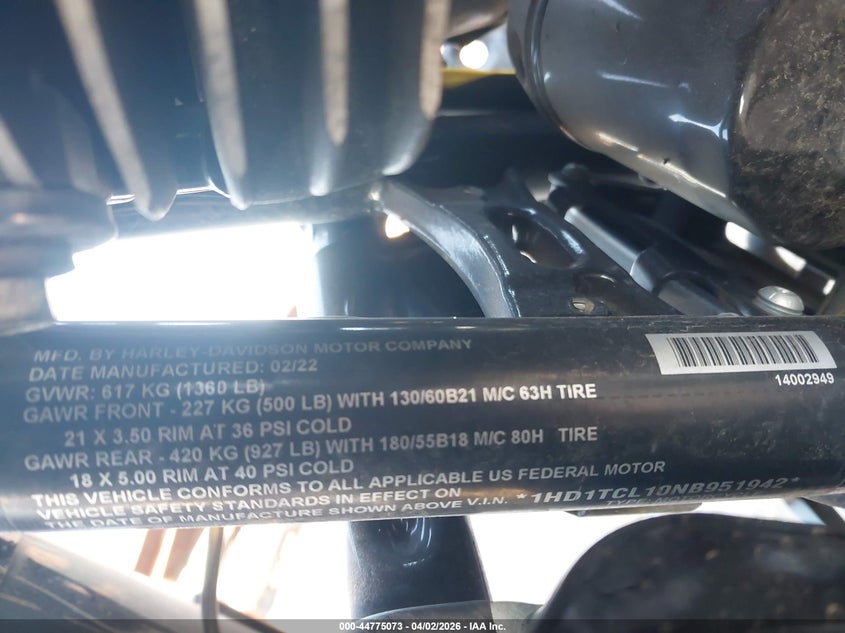 MFD. BY HARLEY-DAVIDSON MOTOR COMPANY
DATE MANUFACTURED: 02/22
GVWR: 617 KG (1360 LB)
GAWR FRONT - 227 KG (500 LB) WITH 130/60B21 M/C 63H TIRE
21 X 3.50 RIM AT 36 PSI COLD
GAWR REAR - 420 KG (927 LB) WITH 180/55B18 M/C 80H TIRE
18 X 5.00 RIM AT 40 PSI COLD
THIS VEHICLE CONFORMS TO ALL APPLICABLE US FEDERAL MOTOR
VEHICLE SAFETY STANDARDS IN EFFECT ON
THE DATE OF MANUFACTURE SHOWN ABOVE V.I.N. *1HD1TCL10NB951942*
14002949
000-44775073 - 04/02/2026 - IAA Inc.